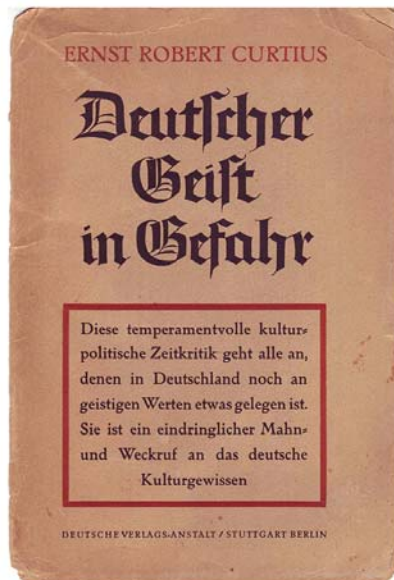 ERNST ROBERT CURTIUS
Deutscher
Geist
in Gefahr
Diese temperamentvolle kultur=
politische Zeitkritik geht alle an,
denen in Deutschland noch an
geistigen Werten etwas gelegen ist.
Sie ist ein eindringlicher Mahn=
und Weckruf an das deutsche
Kulturgewissen
DEUTSCHE VERLAGS=ANSTALT / STUTTGART BERLIN